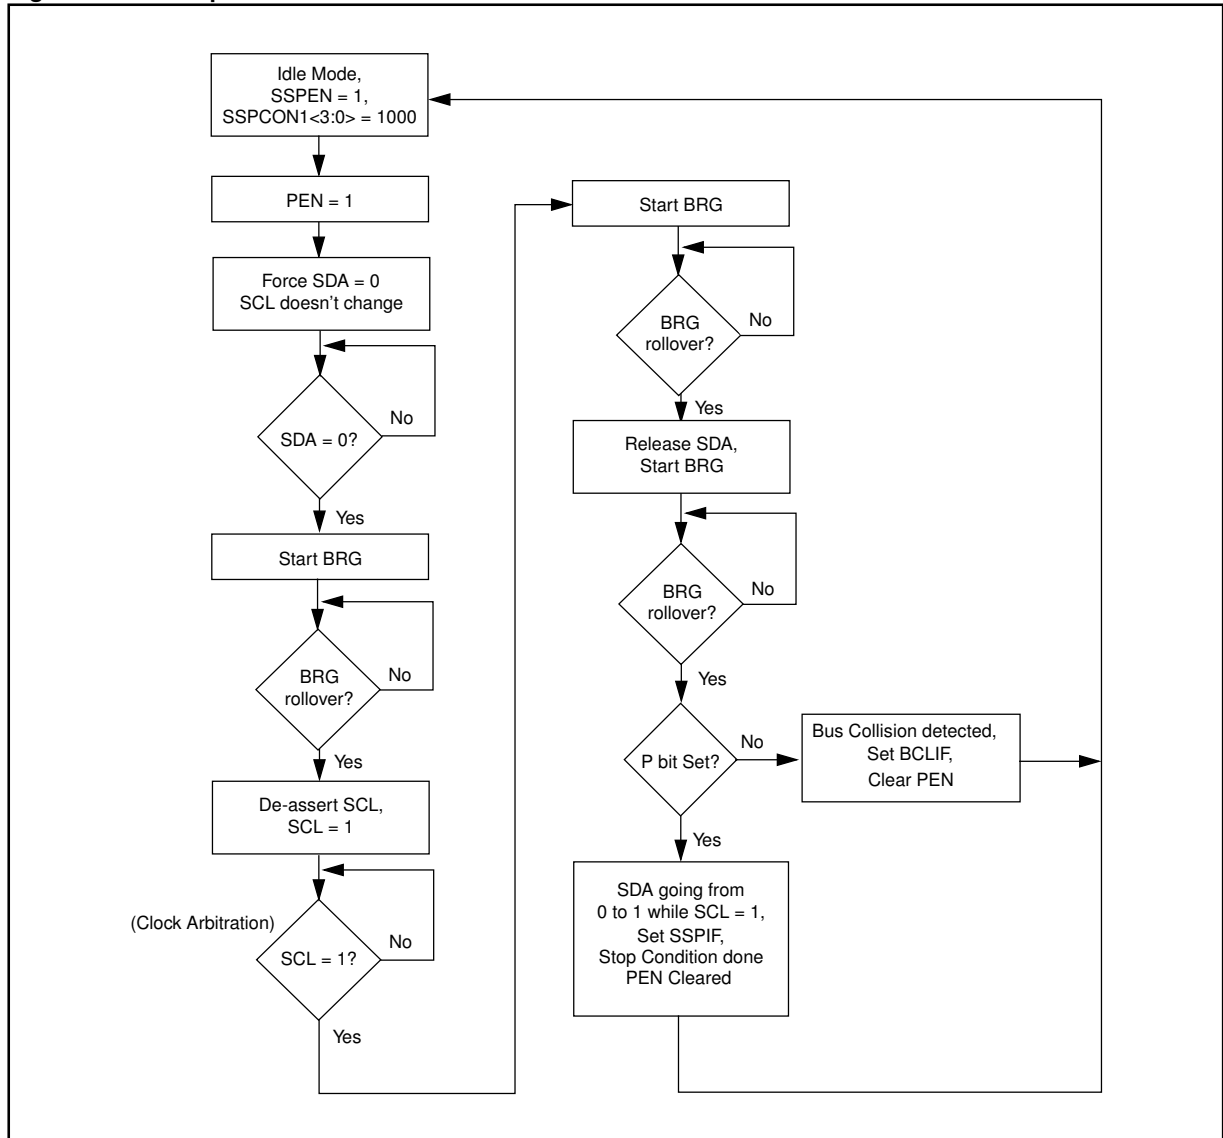 Idle Mode,
SSPEN = 1,
SSPCON1<3:0> = 1000
PEN = 1
Force SDA = 0
SCL doesn't change
No
SDA = 0?
Yes
Start BRG
BRG
rollover?
No
Yes
De-assert SCL,
SCL = 1
(Clock Arbitration)
No
SCL = 1?
Yes
Start BRG
BRG
rollover?
No
Yes
Release SDA,
Start BRG
BRG
rollover?
No
Yes
P bit Set?
No
Bus Collision detected,
Set BCLIF,
Clear PEN
Yes
SDA going from
0 to 1 while SCL = 1,
Set SSPIF,
Stop Condition done
PEN Cleared